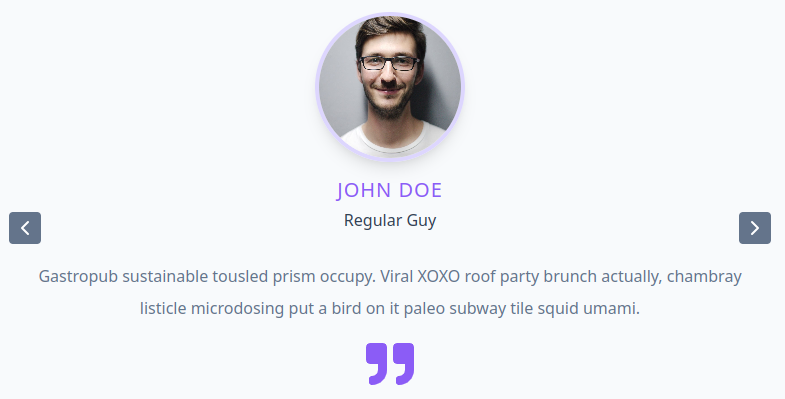 JOHN DOE
Regular Guy
Gastropub sustainable tousled prism occupy. Viral XOXO roof party brunch actually, chambray
listicle microdosing put a bird on it paleo subway tile squid umami.